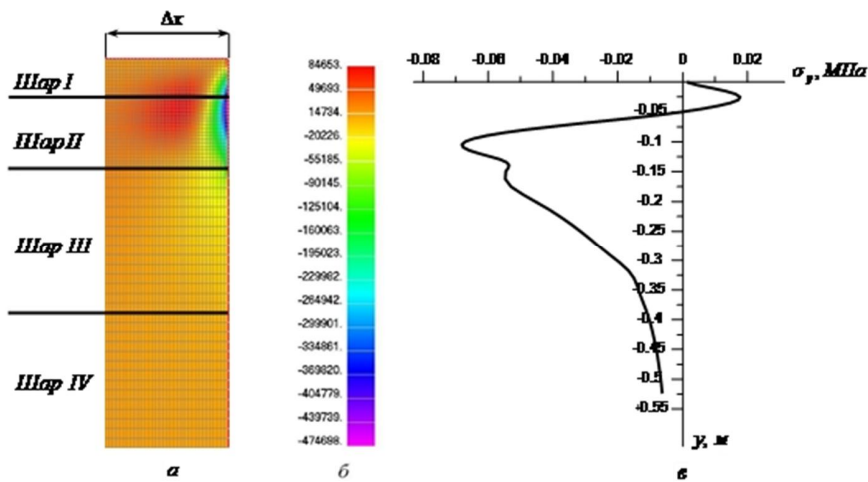 Δx
Шар I
Шар II
Шар III
Шар IV
а
84653.
49693.
14734.
-20226.
-55185.
-90145.
-125104.
-160063.
-195023.
-229982.
-264942.
-299901.
-334861.
-369820.
-404779.
-439739.
-474698.
б
-0.08 -0.06 -0.04 -0.02 0 0.02
σy, МПа
-0.05
-0.1
-0.15
-0.2
-0.25
-0.3
-0.35
-0.4
-0.45
-0.5
-0.55
y, м
в